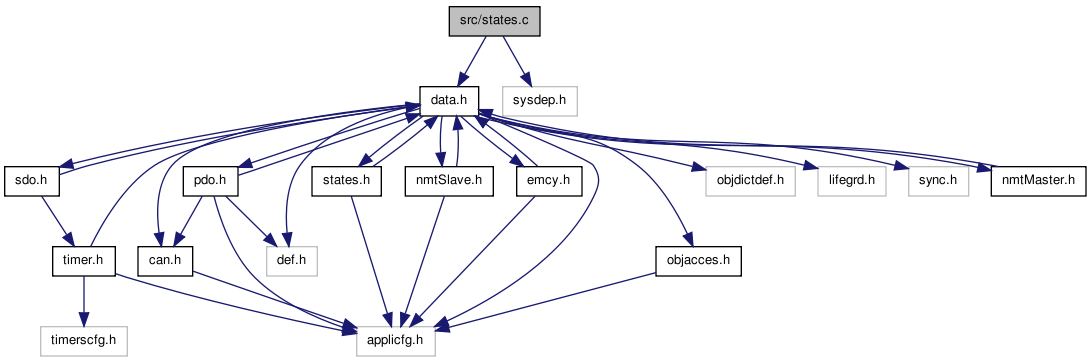 src/states.c
data.h
sysdep.h
sdo.h
pdo.h
states.h
nmtSlave.h
emcy.h
objdictdef.h
lifegrd.h
sync.h
nmtMaster.h
timer.h
can.h
def.h
objacces.h
timerscfg.h
applicfg.h